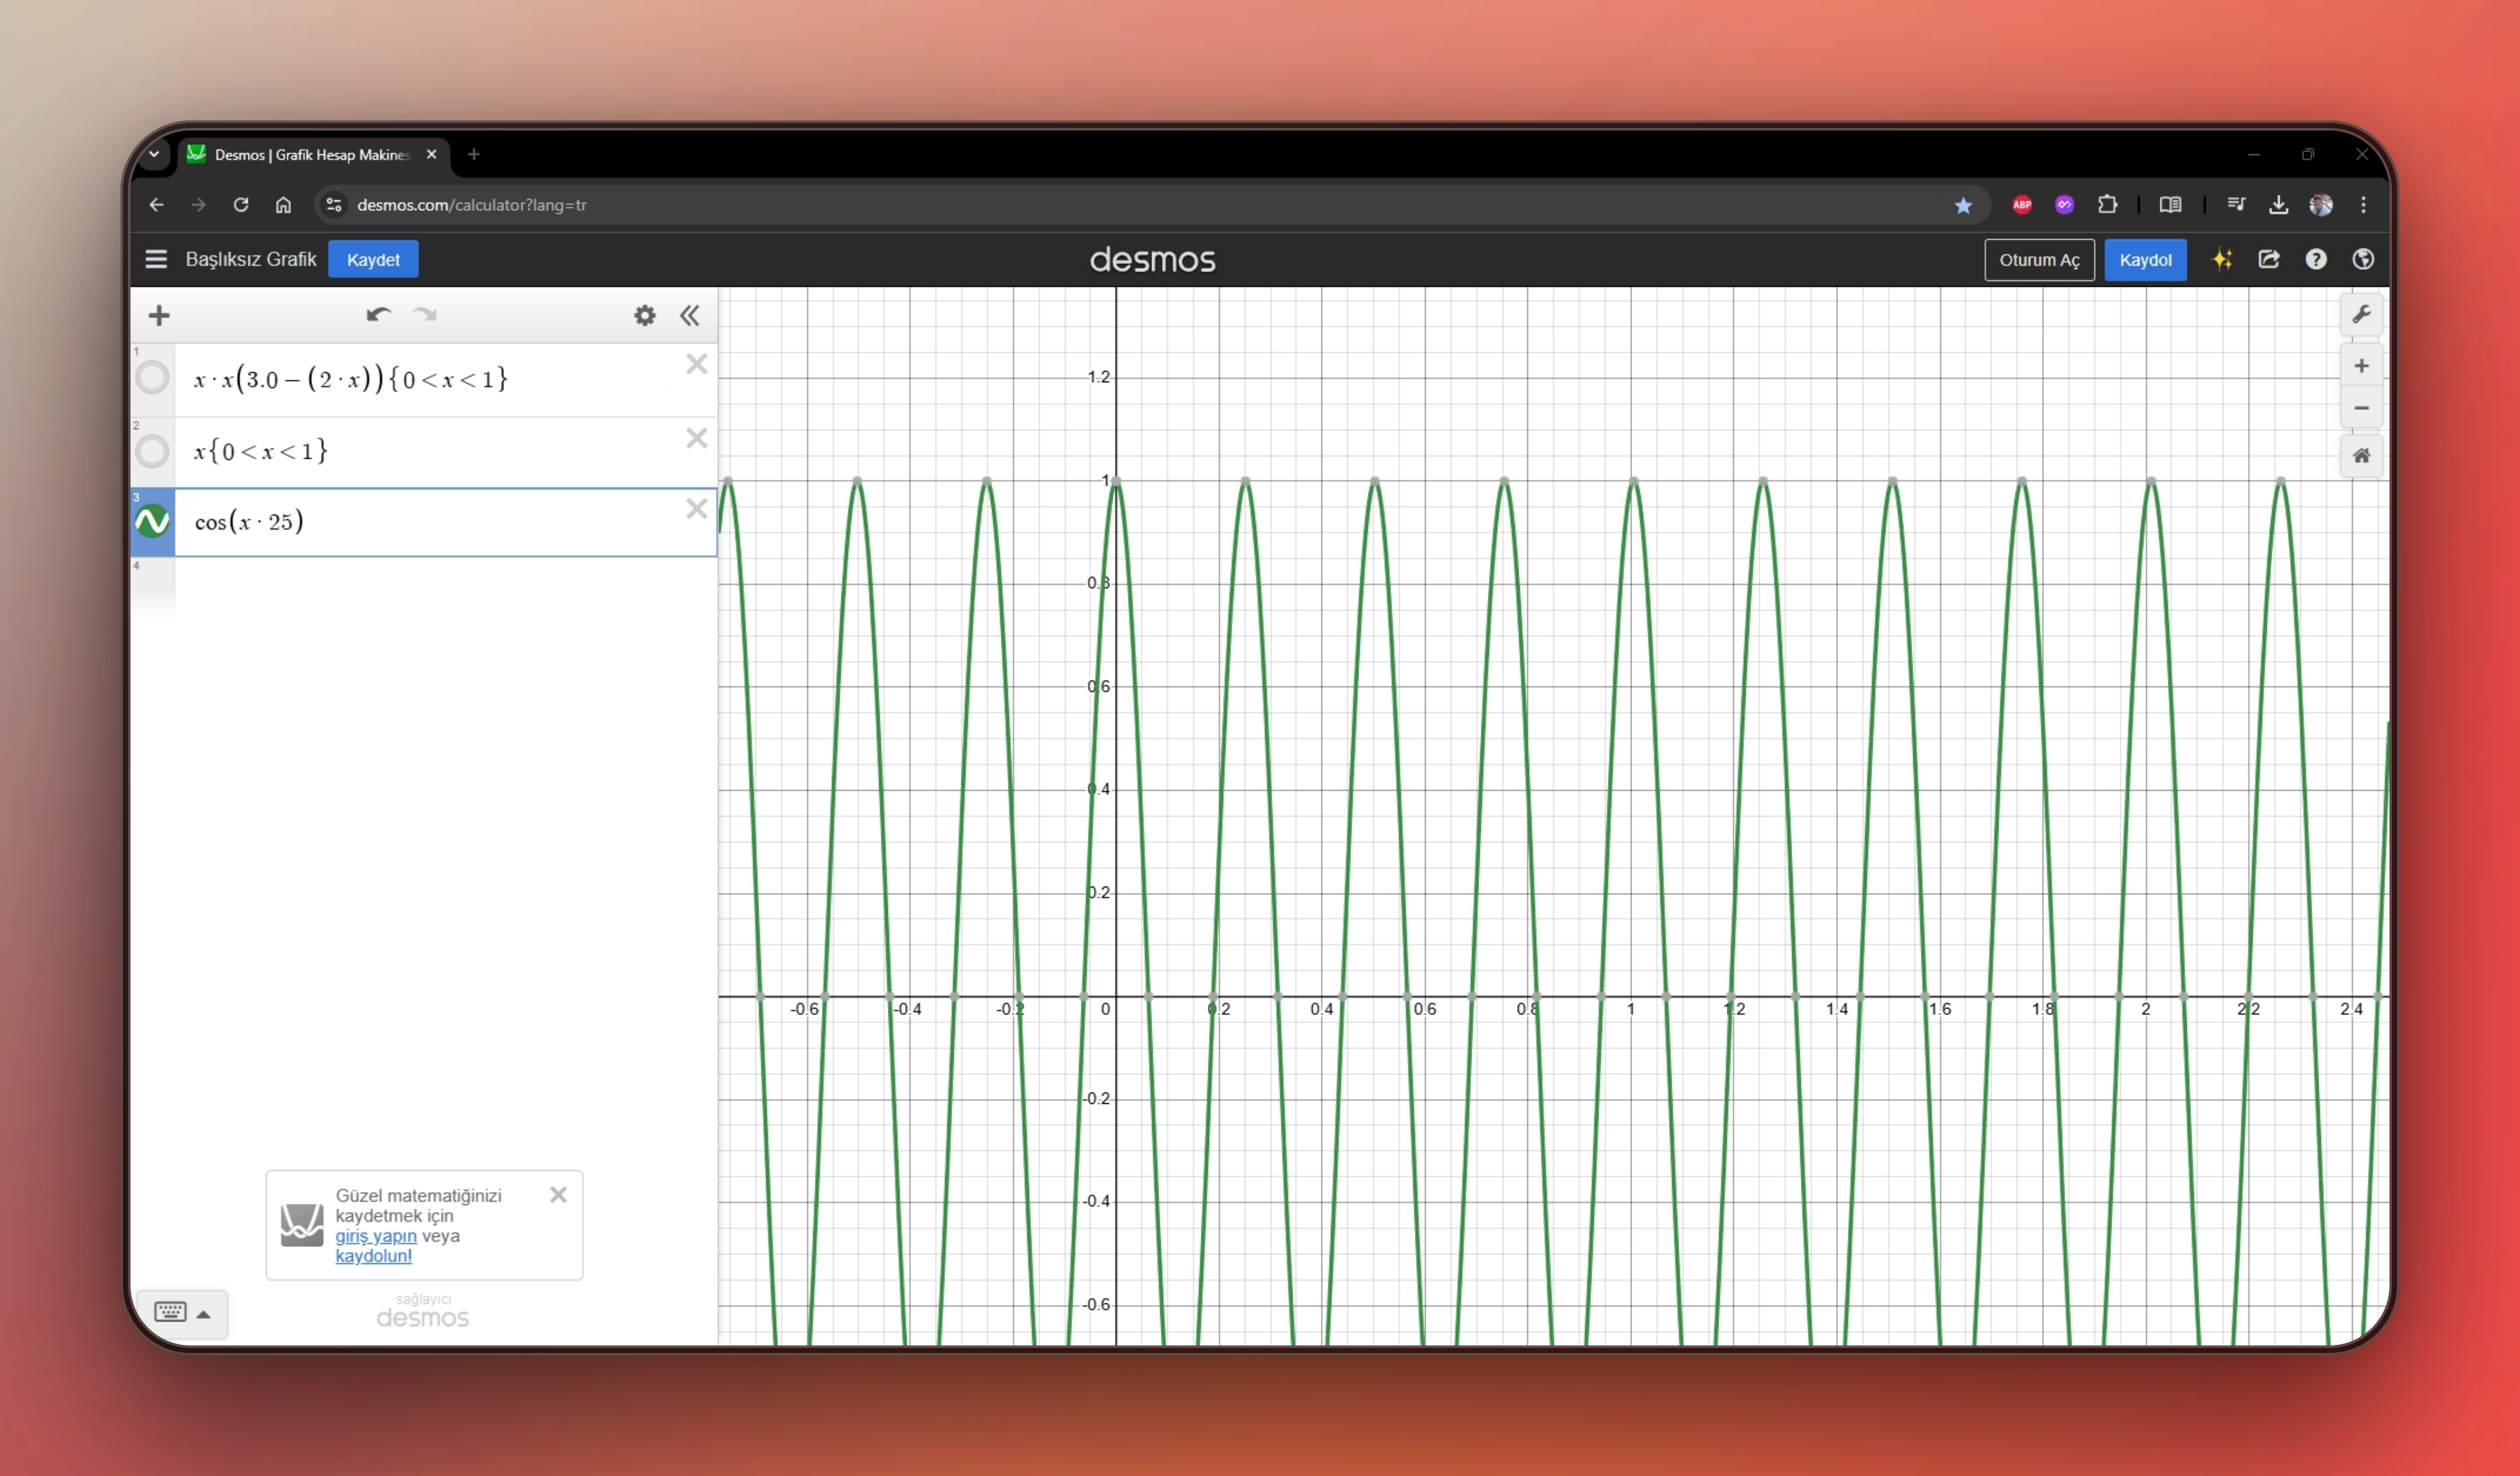 Desmos | Grafik Hesap Makines
desmos.com/calculator?lang=tr
ABP
Başlıksız Grafik
Kaydet
desmos
Oturum Aç
Kaydol
1
x · x(3.0 – (2 · x)){0 < x < 1}
2
x{0 < x < 1}
3
cos(x · 25)
4
Güzel matematiğinizi
kaydetmek için
giriş yapın veya
kaydolun!
sağlayıcı
desmos
1.2
1
0.8
0.6
0.4
0.2
-0.6 -0.4 -0.2 0 0.2 0.4 0.6 0.8 1 1.2 1.4 1.6 1.8 2 2.2 2.4
-0.2
-0.4
-0.6